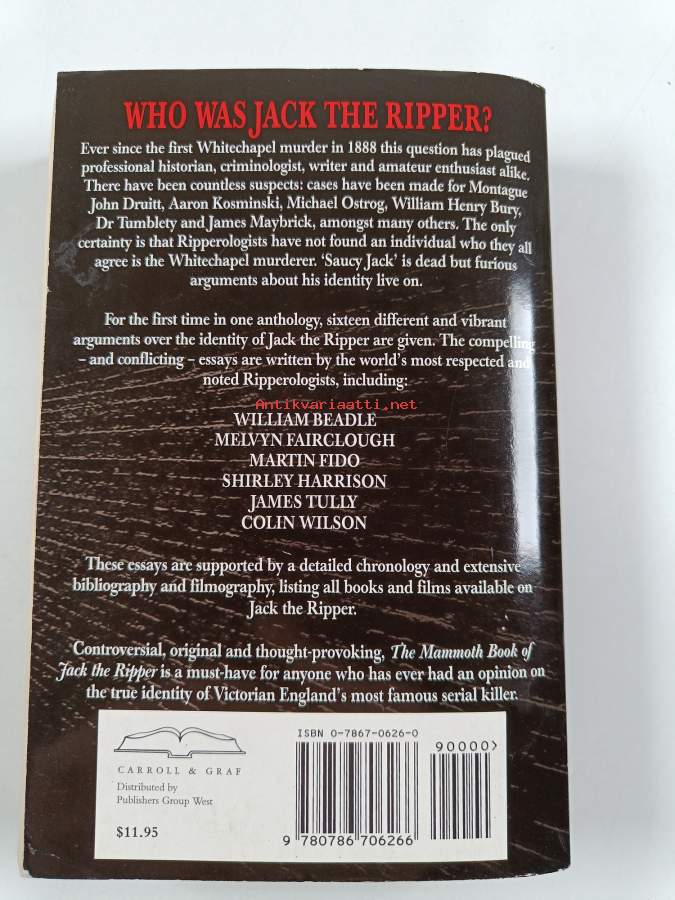 WHO WAS JACK THE RIPPER?
Ever since the first Whitechapel murder in 1888 this question has plagued
professional historian, criminologist, writer and amateur enthusiast alike.
There have been countless suspects: cases have been made for Montague
John Druitt, Aaron Kosminski, Michael Ostrog, William Henry Bury,
Dr Tumblety and James Maybrick, amongst many others. The only
certainty is that Ripperologists have not found an individual who they all
agree is the Whitechapel murderer. ‘Saucy Jack’ is dead but furious
arguments about his identity live on.
For the first time in one anthology, sixteen different and vibrant
arguments over the identity of Jack the Ripper are given. The compelling
– and conflicting – essays are written by the world’s most respected and
noted Ripperologists, including:
Antikvariaatti.net
WILLIAM BEADLE
MELVYN FAIRCLOUGH
MARTIN FIDO
SHIRLEY HARRISON
JAMES TULLY
COLIN WILSON
These essays are supported by a detailed chronology and extensive
bibliography and filmography, listing all books and films available on
Jack the Ripper.
Controversial, original and thought-provoking, The Mammoth Book of
Jack the Ripper is a must-have for anyone who has ever had an opinion on
the true identity of Victorian England’s most famous serial killer.
CARROLL & GRAF
Distributed by
Publishers Group West
$11.95
ISBN 0-7867-0626-0
90000>
9 780786 706266